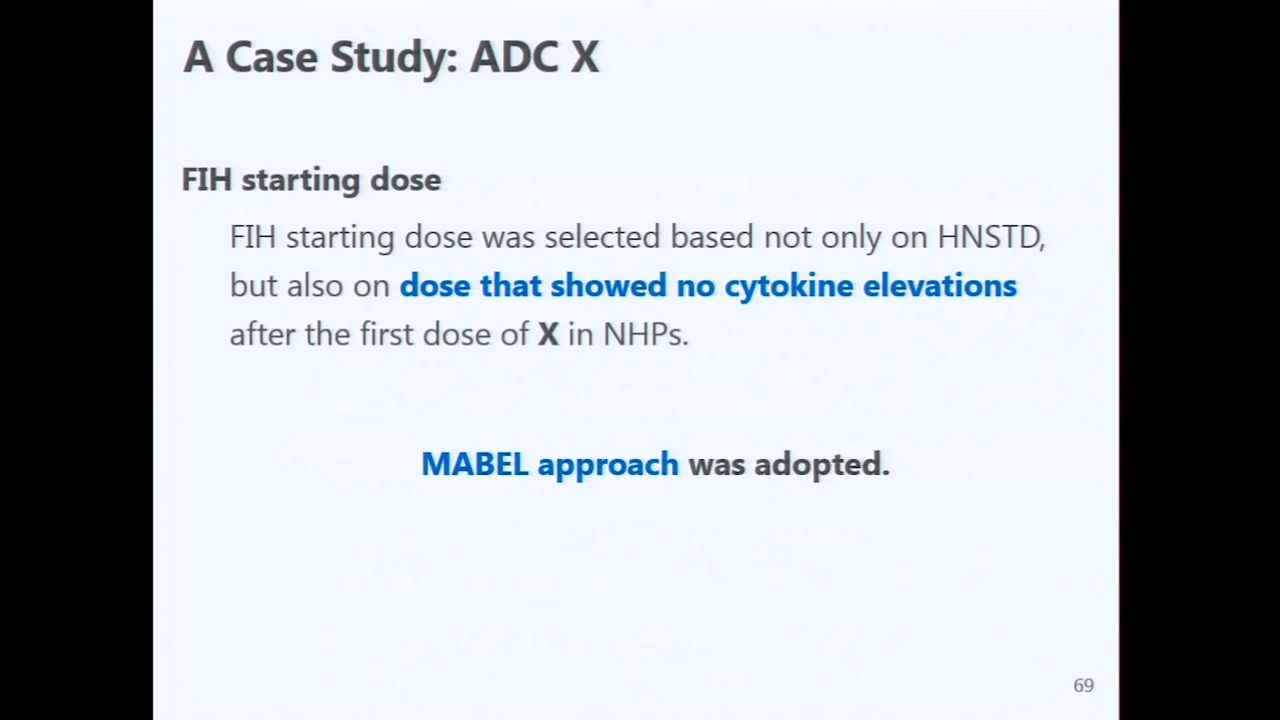 A Case Study: ADC X
FIH starting dose
FIH starting dose was selected based not only on HNSTD,
but also on dose that showed no cytokine elevations
after the first dose of X in NHPs.
MABEL approach was adopted.
69